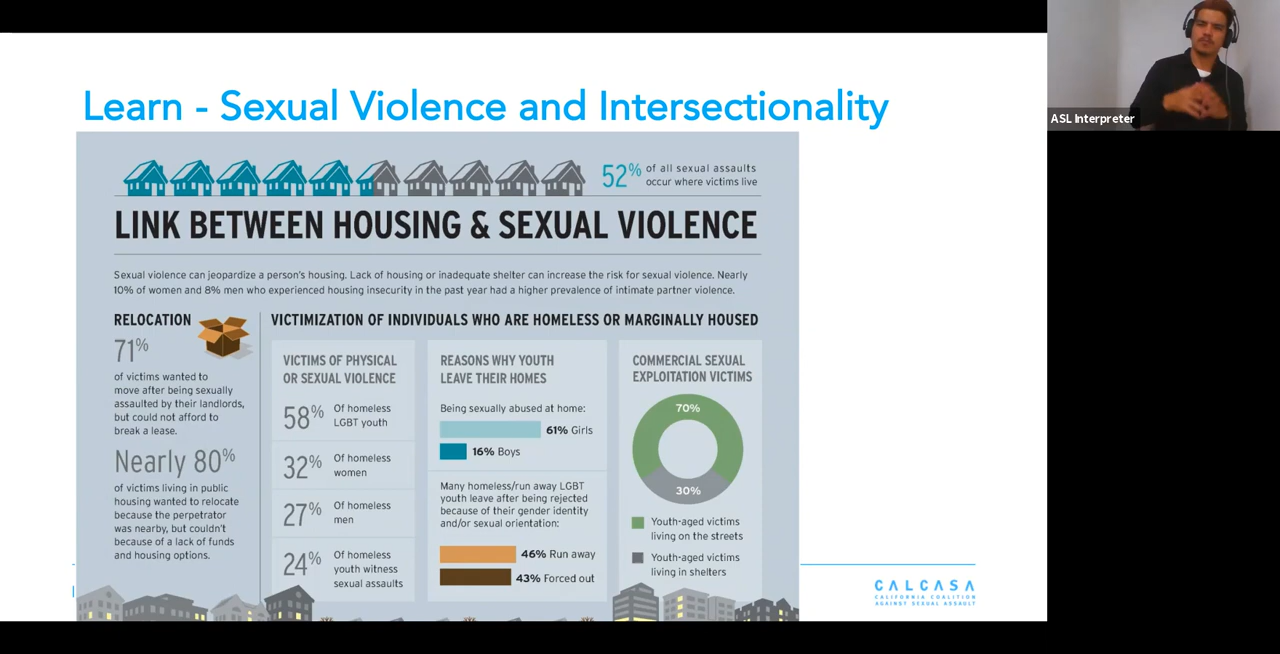 Learn - Sexual Violence and Intersectionality
ASL Interpreter
52% of all sexual assaults
occur where victims live
LINK BETWEEN HOUSING & SEXUAL VIOLENCE
Sexual violence can jeopardize a person's housing. Lack of housing or inadequate shelter can increase the risk for sexual violence. Nearly
10% of women and 8% men who experienced housing insecurity in the past year had a higher prevalence of intimate partner violence.
RELOCATION
71%
of victims wanted to
move after being sexually
assaulted by their landlords,
but could not afford to
break a lease.
Nearly 80%
of victims living in public
housing wanted to relocate
because the perpetrator
was nearby, but couldn't
because of a lack of funds
and housing options.
VICTIMIZATION OF INDIVIDUALS WHO ARE HOMELESS OR MARGINALLY HOUSED
VICTIMS OF PHYSICAL
OR SEXUAL VIOLENCE
58% Of homeless
LGBT youth
32% Of homeless
women
27% Of homeless
men
24% Of homeless
youth witness
sexual assaults
REASONS WHY YOUTH
LEAVE THEIR HOMES
Being sexually abused at home:
61% Girls
16% Boys
Many homeless/run away LGBT
youth leave after being rejected
because of their gender identity
and/or sexual orientation:
46% Run away
43% Forced out
COMMERCIAL SEXUAL
EXPLOITATION VICTIMS
70%
30%
Youth-aged victims
living on the streets
Youth-aged victims
living in shelters
CALCASA
CALIFORNIA COALITION
AGAINST SEXUAL ASSAULT